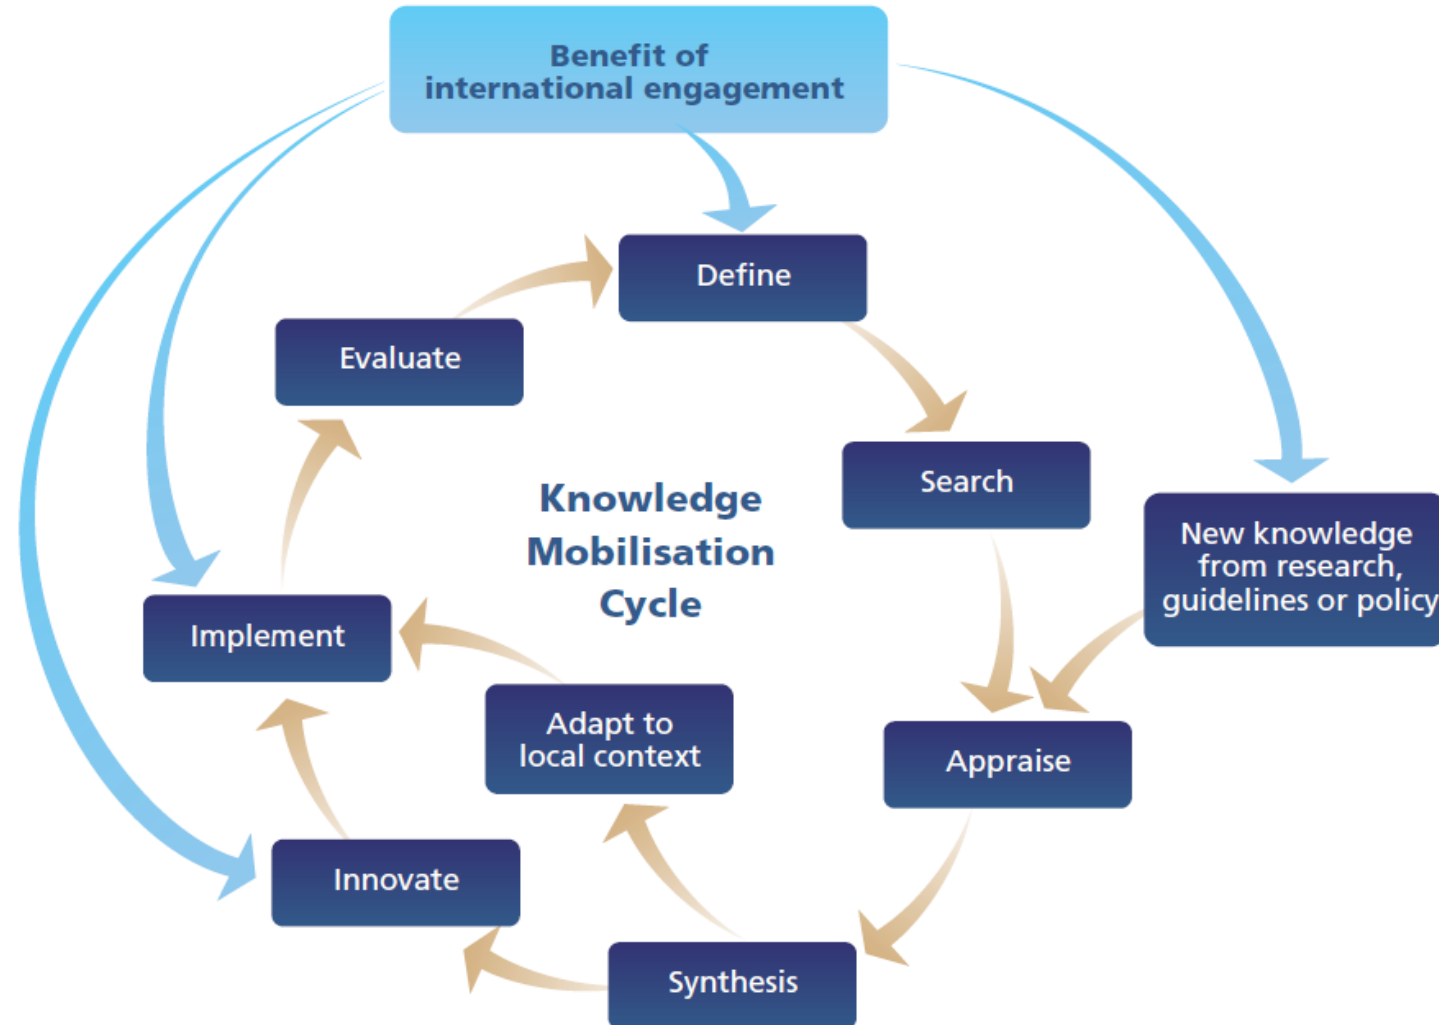 Benefit of
international engagement
Define
Evaluate
Search
Knowledge
Mobilisation
Cycle
New knowledge
from research,
guidelines or policy
Implement
Adapt to
local context
Appraise
Innovate
Synthesis